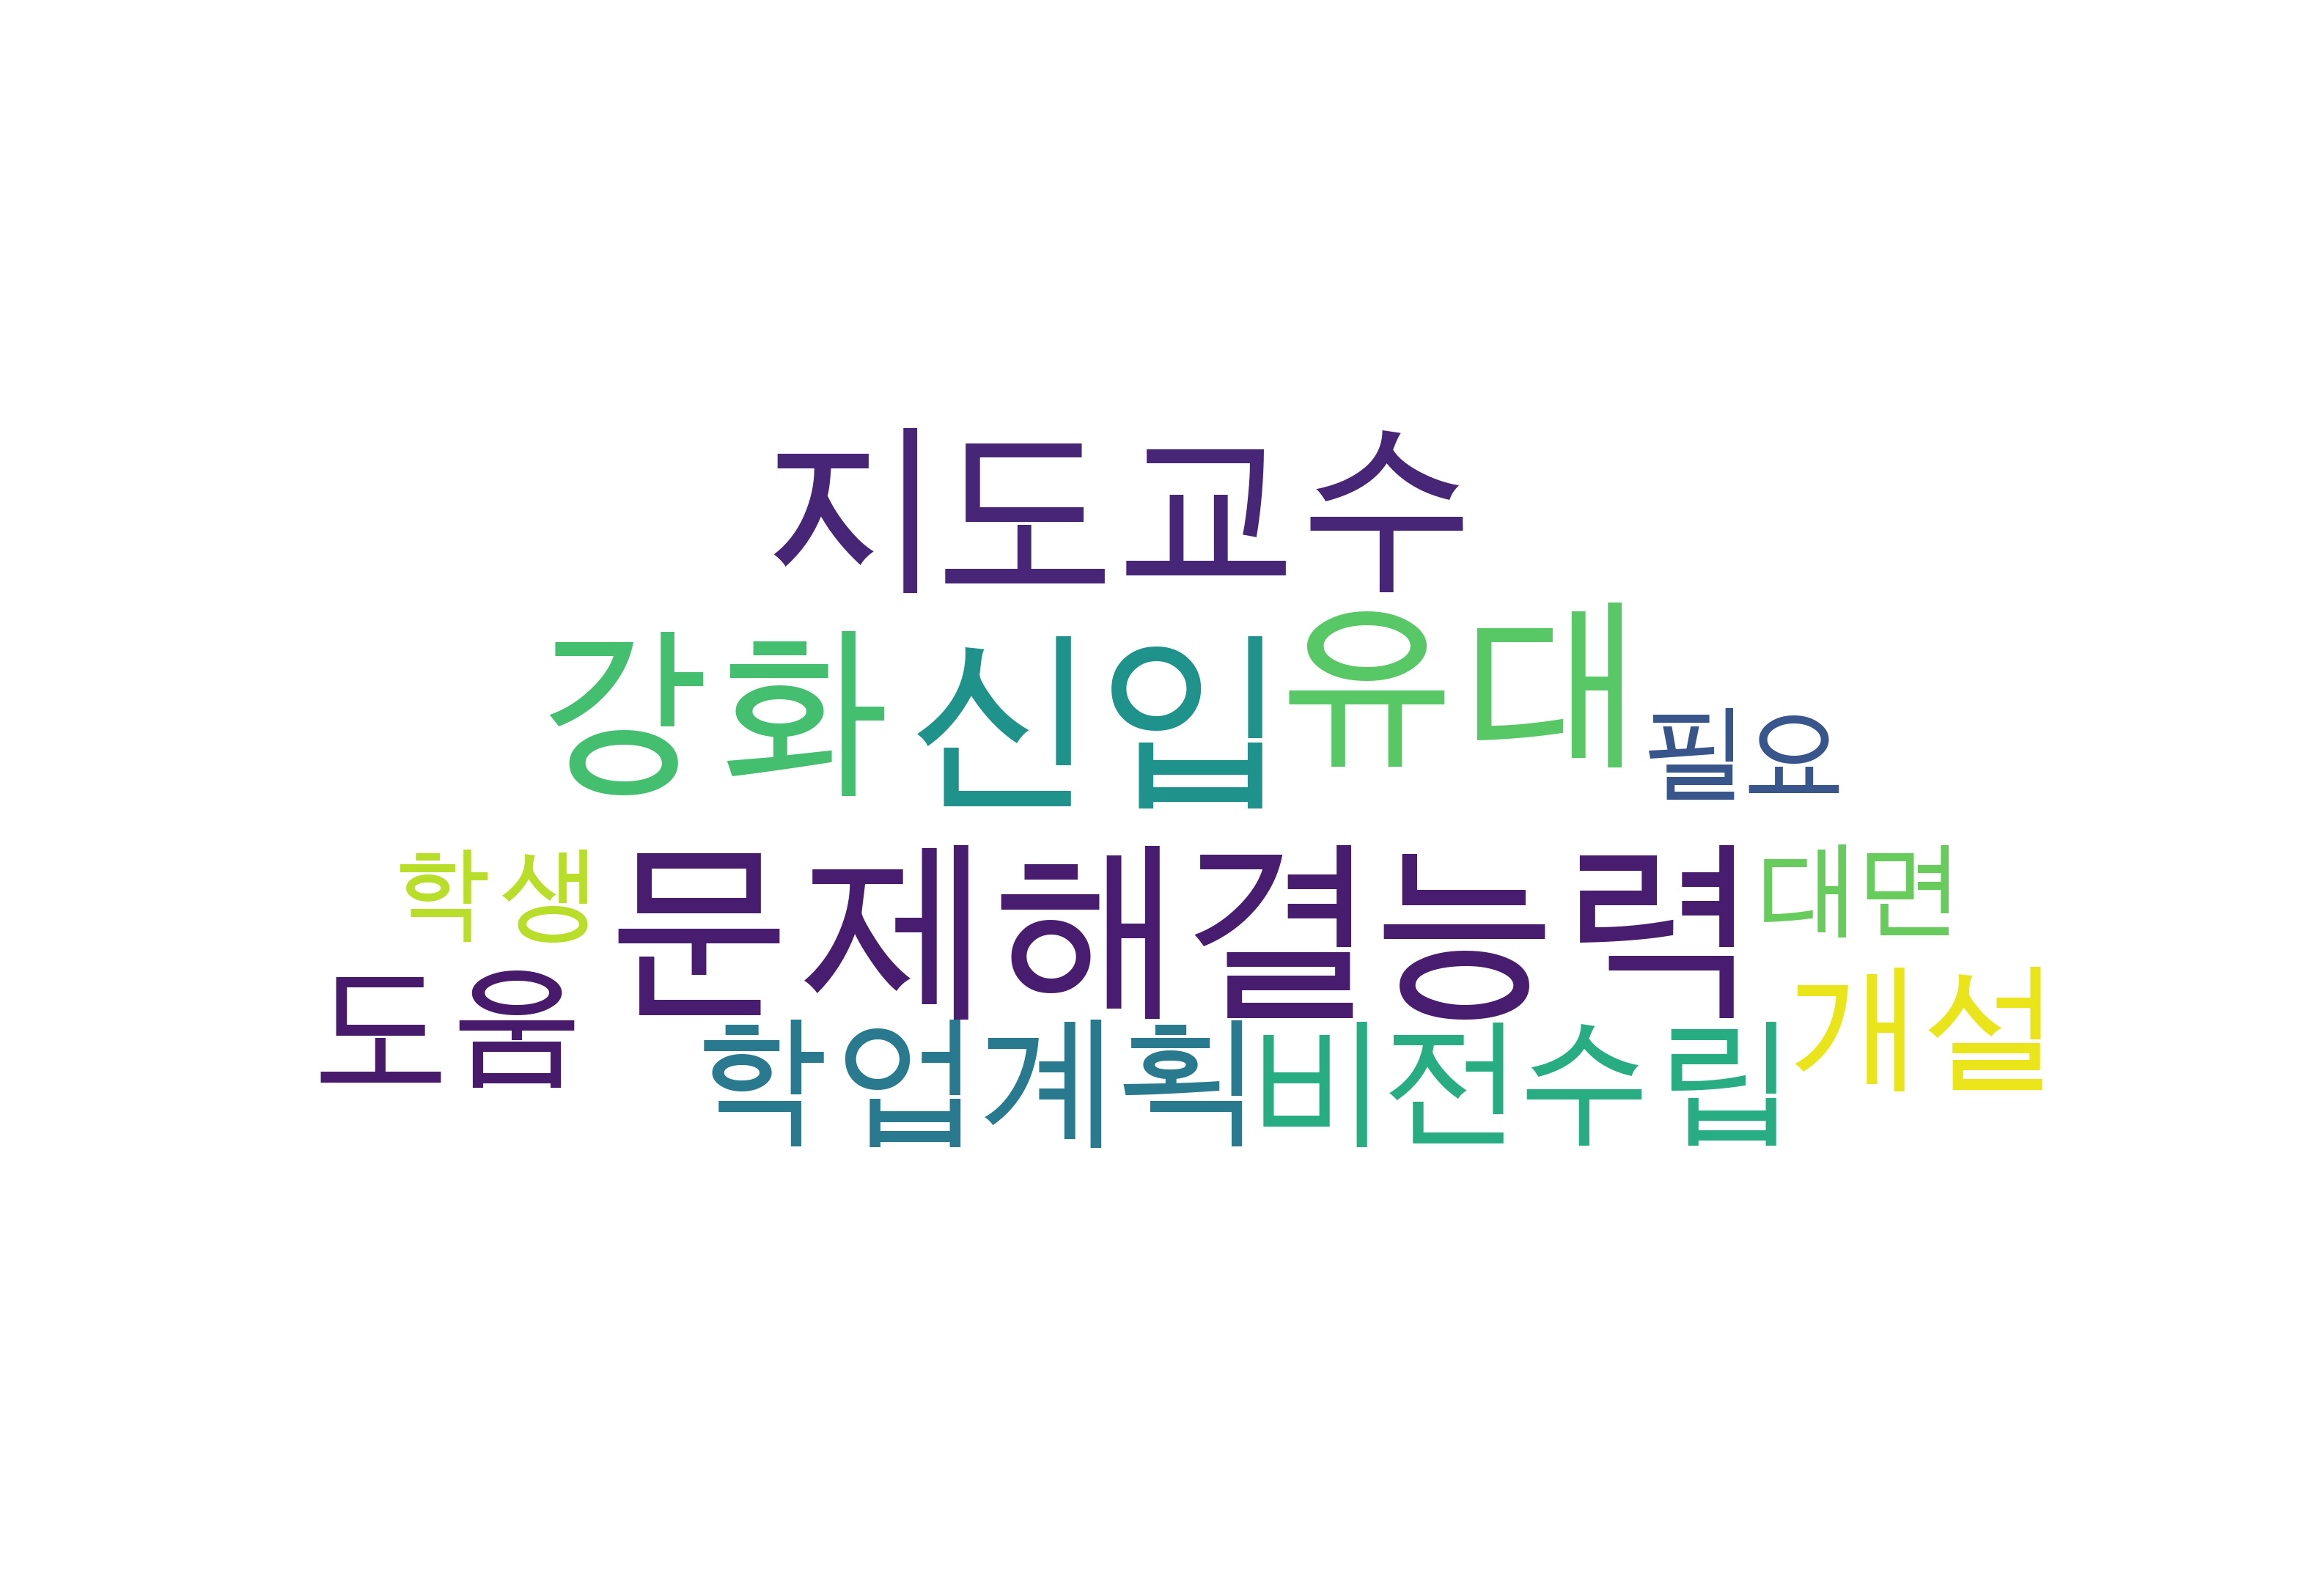 지도교수
강화 신입 유대 필요
학생 문제해결능력 대면
도움 학업계획 비전수립 개설